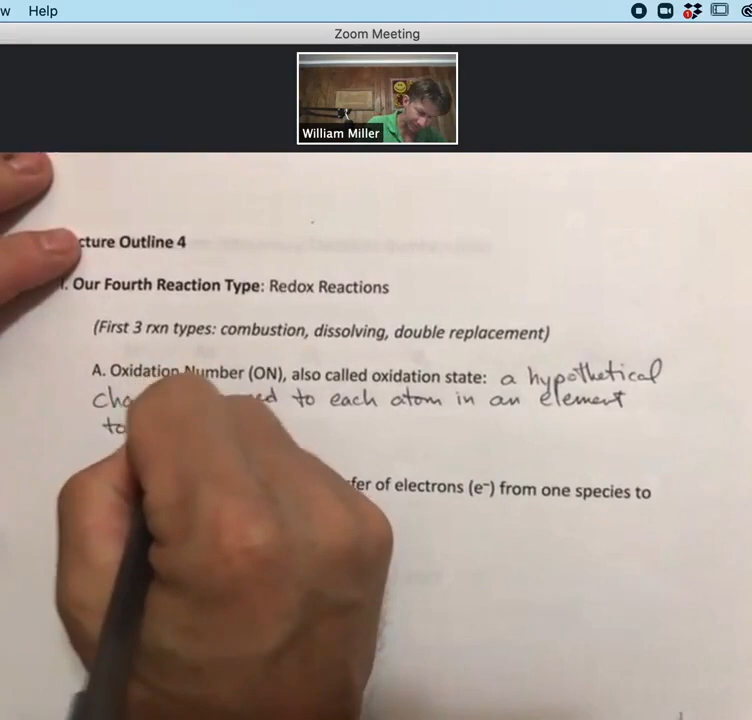 Help
Zoom Meeting
William Miller
cture Outline 4
I. Our Fourth Reaction Type: Redox Reactions
(First 3 rxn types: combustion, dissolving, double replacement)
A. Oxidation Number (ON), also called oxidation state: a hypothetical
to each atom in an element
to
fer of electrons (e⁻) from one species to